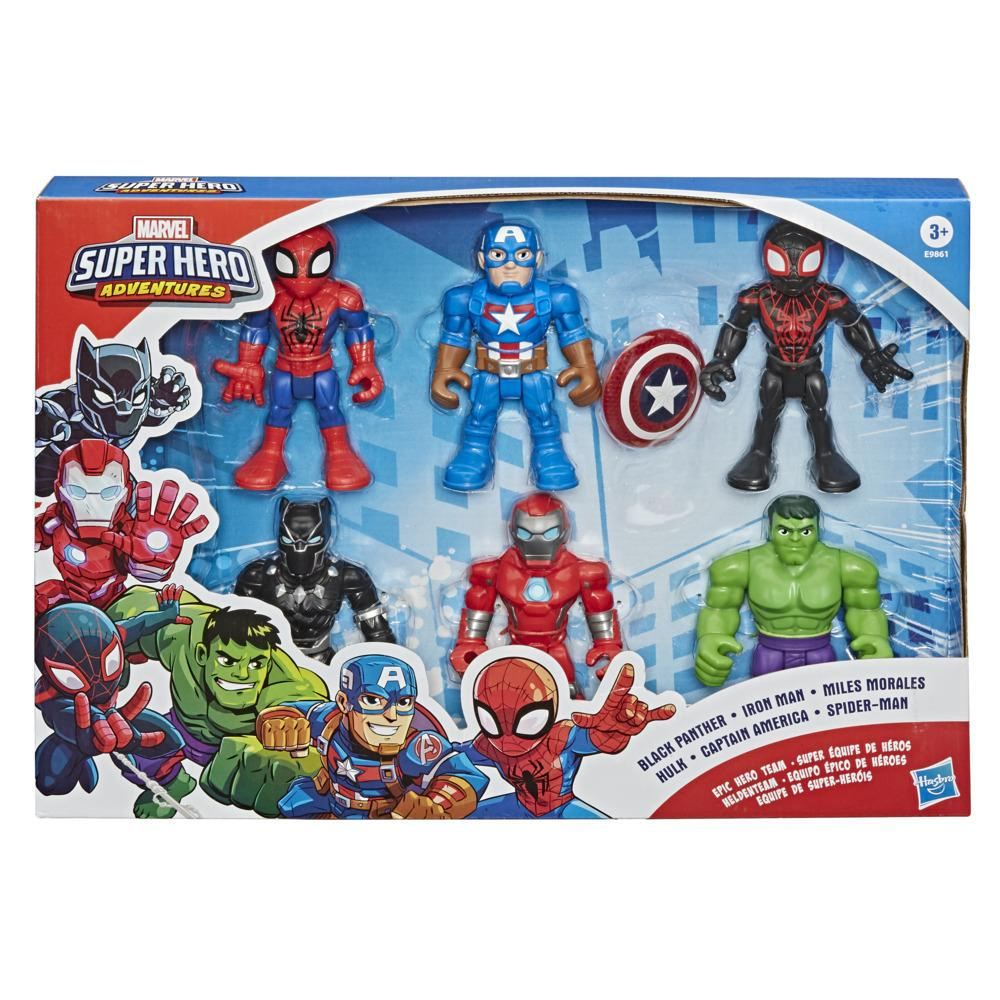 MARVEL
SUPER HERO
ADVENTURES
MARVEL
SUPER HERO
ADVENTURES
3+
E9861
A
A
BLACK PANTHER • IRON MAN • MILES MORALES
HULK • CAPTAIN AMERICA • SPIDER-MAN
EPIC HERO TEAM • SUPER ÉQUIPE DE HÉROS
HELDENTEAM • EQUIPO ÉPICO DE HÉROES
EQUIPE DE SUPER-HERÓIS
Hasbro